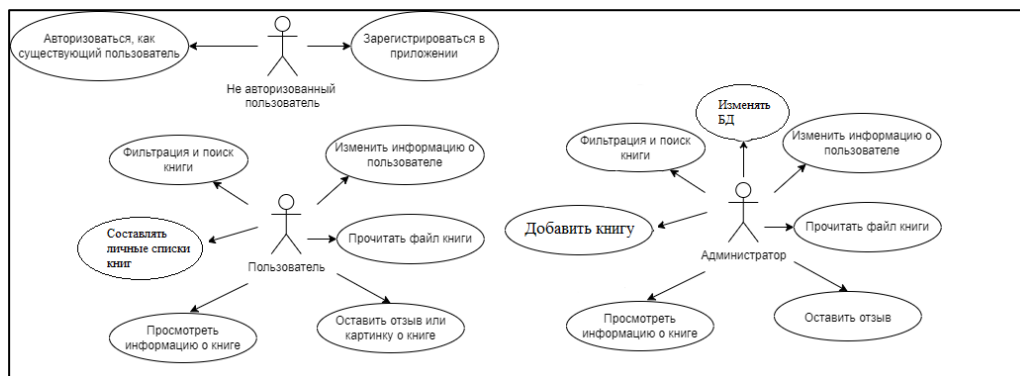 Авторизоваться, как
существующий пользователь
Зарегистрироваться в
приложении
Не авторизованный
пользователь
Фильтрация и поиск
книги
Изменить информацию о
пользователе
Составлять
личные списки
книг
Прочитать файл книги
Пользователь
Просмотреть
информацию о книге
Оставить отзыв или
картинку о книге
Изменять
БД
Фильтрация и поиск
книги
Изменить информацию о
пользователе
Добавить книгу
Прочитать файл книги
Администратор
Просмотреть
информацию о книге
Оставить отзыв